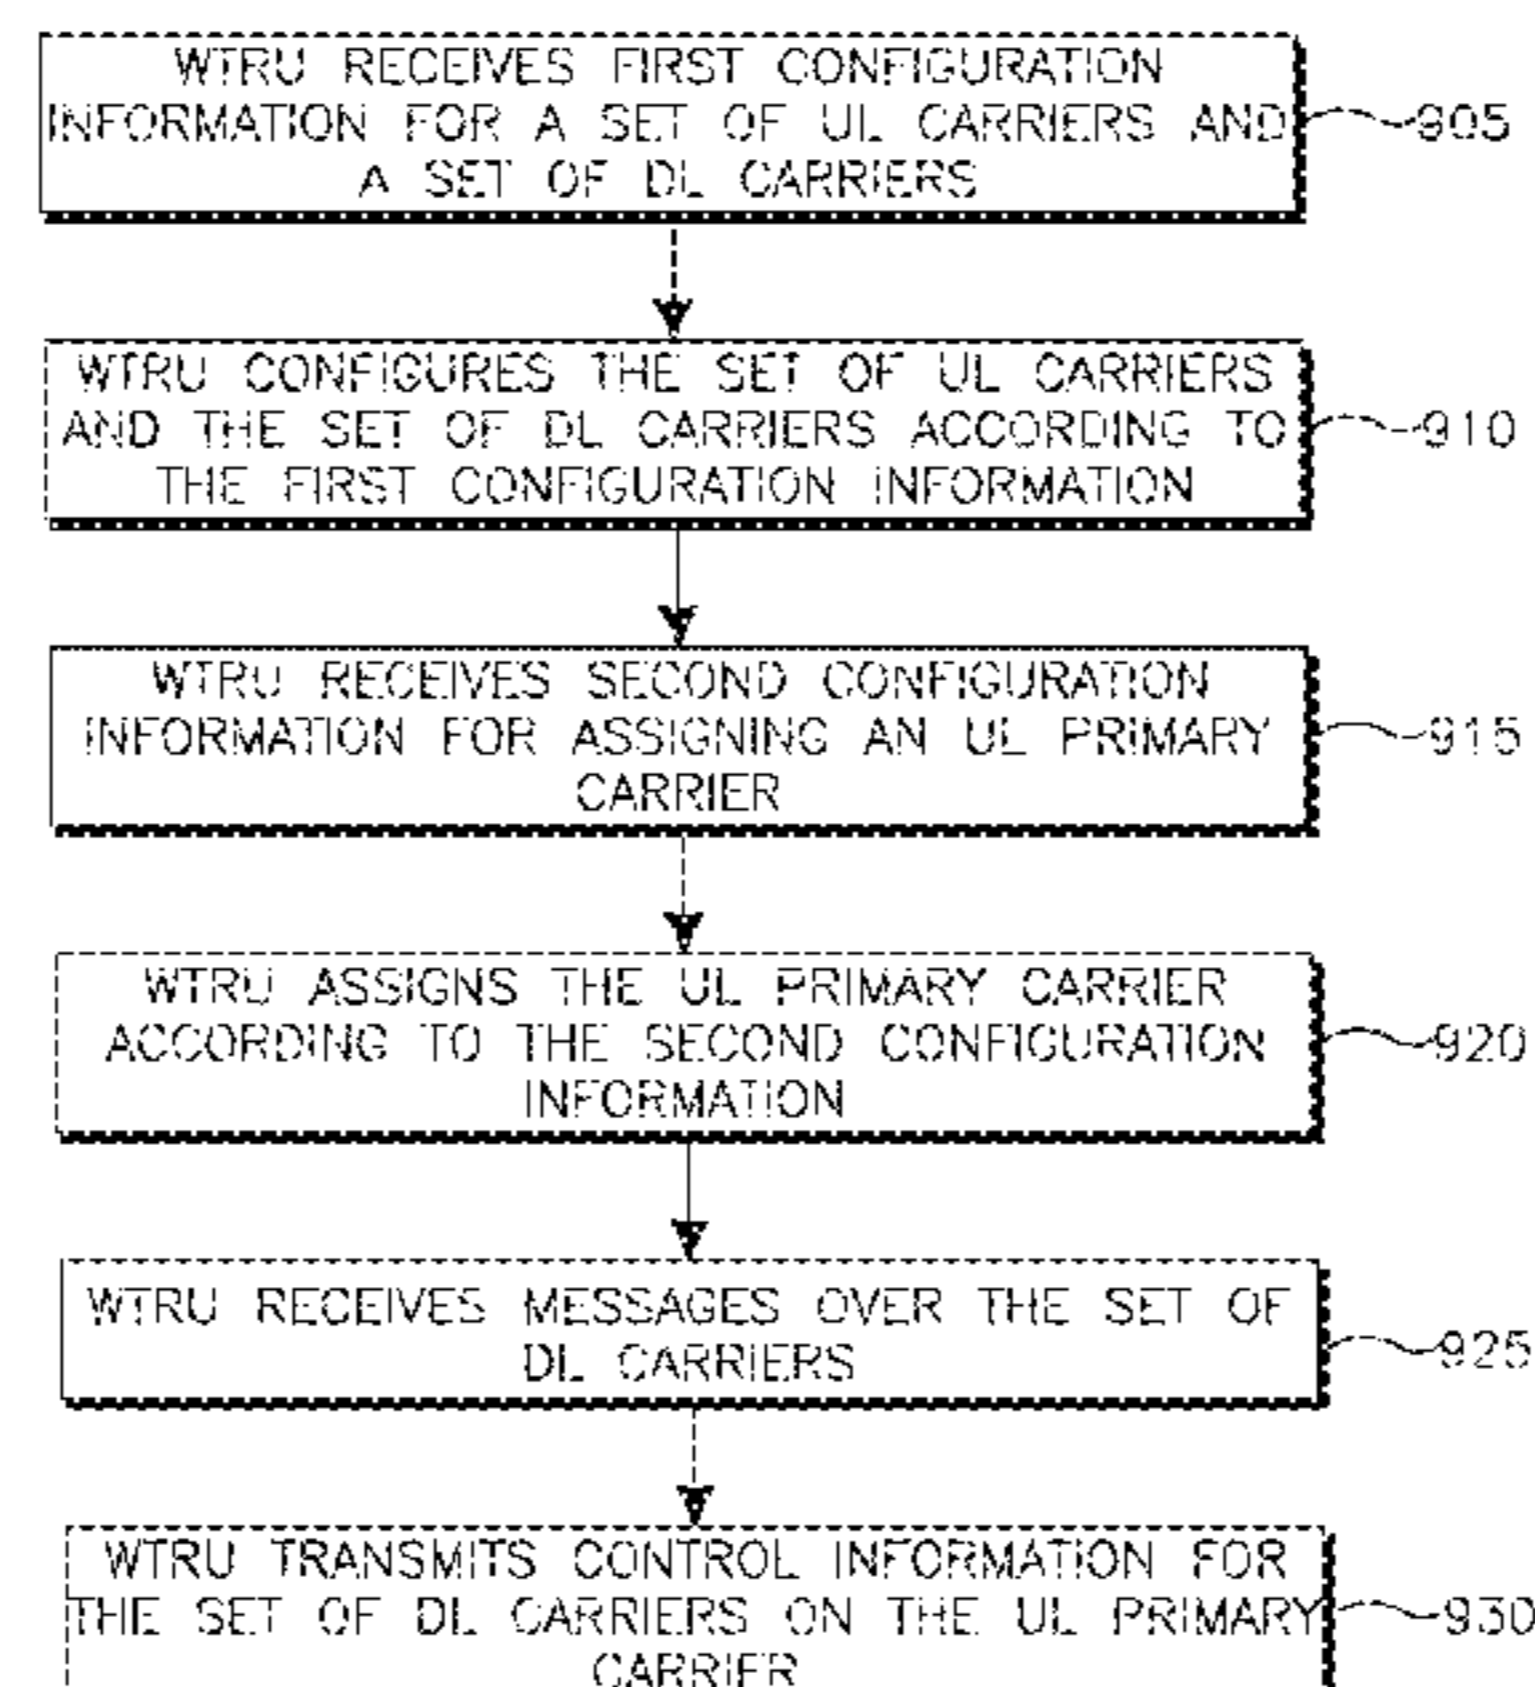 WTRU RECEIVES FIRST CONFIGURATION
INFORMATION FOR A SET OF UL CARRIERS AND
A SET OF DL CARRIERS
905
WTRU CONFIGURES THE SET OF UL CARRIERS
AND THE SET OF DL CARRIERS ACCORDING TO
THE FIRST CONFIGURATION INFORMATION
910
WTRU RECEIVES SECOND CONFIGURATION
INFORMATION FOR ASSIGNING AN UL PRIMARY
CARRIER
915
WTRU ASSIGNS THE UL PRIMARY CARRIER
ACCORDING TO THE SECOND CONFIGURATION
INFORMATION
920
WTRU RECEIVES MESSAGES OVER THE SET OF
DL CARRIERS
925
WTRU TRANSMITS CONTROL INFORMATION FOR
THE SET OF DL CARRIERS ON THE UL PRIMARY
CARRIER
930